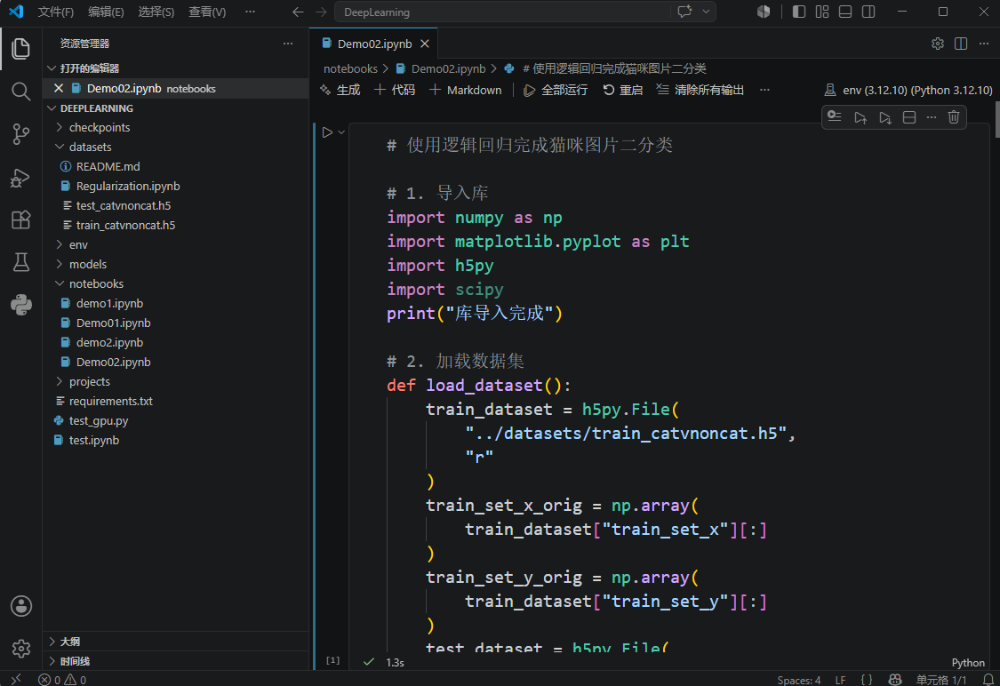 文件(F) 编辑(E) 选择(S) 查看(V) ··· DeepLearning
资源管理器 ···
Demo02.ipynb
打开的编辑器
Demo02.ipynb notebooks
DEEPLEARNING
checkpoints
datasets
README.md
Regularization.ipynb
test_catvnoncat.h5
train_catvnoncat.h5
env
models
notebooks
demo1.ipynb
Demo01.ipynb
demo2.ipynb
Demo02.ipynb
projects
requirements.txt
test_gpu.py
test.ipynb
大纲
时间线
notebooks > Demo02.ipynb > # 使用逻辑回归完成猫咪图片二分类
生成 + 代码 + Markdown 全部运行 重启 清除所有输出 ··· env (3.12.10) (Python 3.12.10)
# 使用逻辑回归完成猫咪图片二分类
# 1. 导入库
import numpy as np
import matplotlib.pyplot as plt
import h5py
import scipy
print("库导入完成")
# 2. 加载数据集
def load_dataset():
train_dataset = h5py.File(
"../datasets/train_catvnoncat.h5",
"r"
)
train_set_x_orig = np.array(
train_dataset["train_set_x"][:]
)
train_set_y_orig = np.array(
train_dataset["train_set_y"][:]
)
test_dataset = h5py.File(
[1] 1.3s Python
0 0 Spaces: 4 LF { } 单元格 1/1